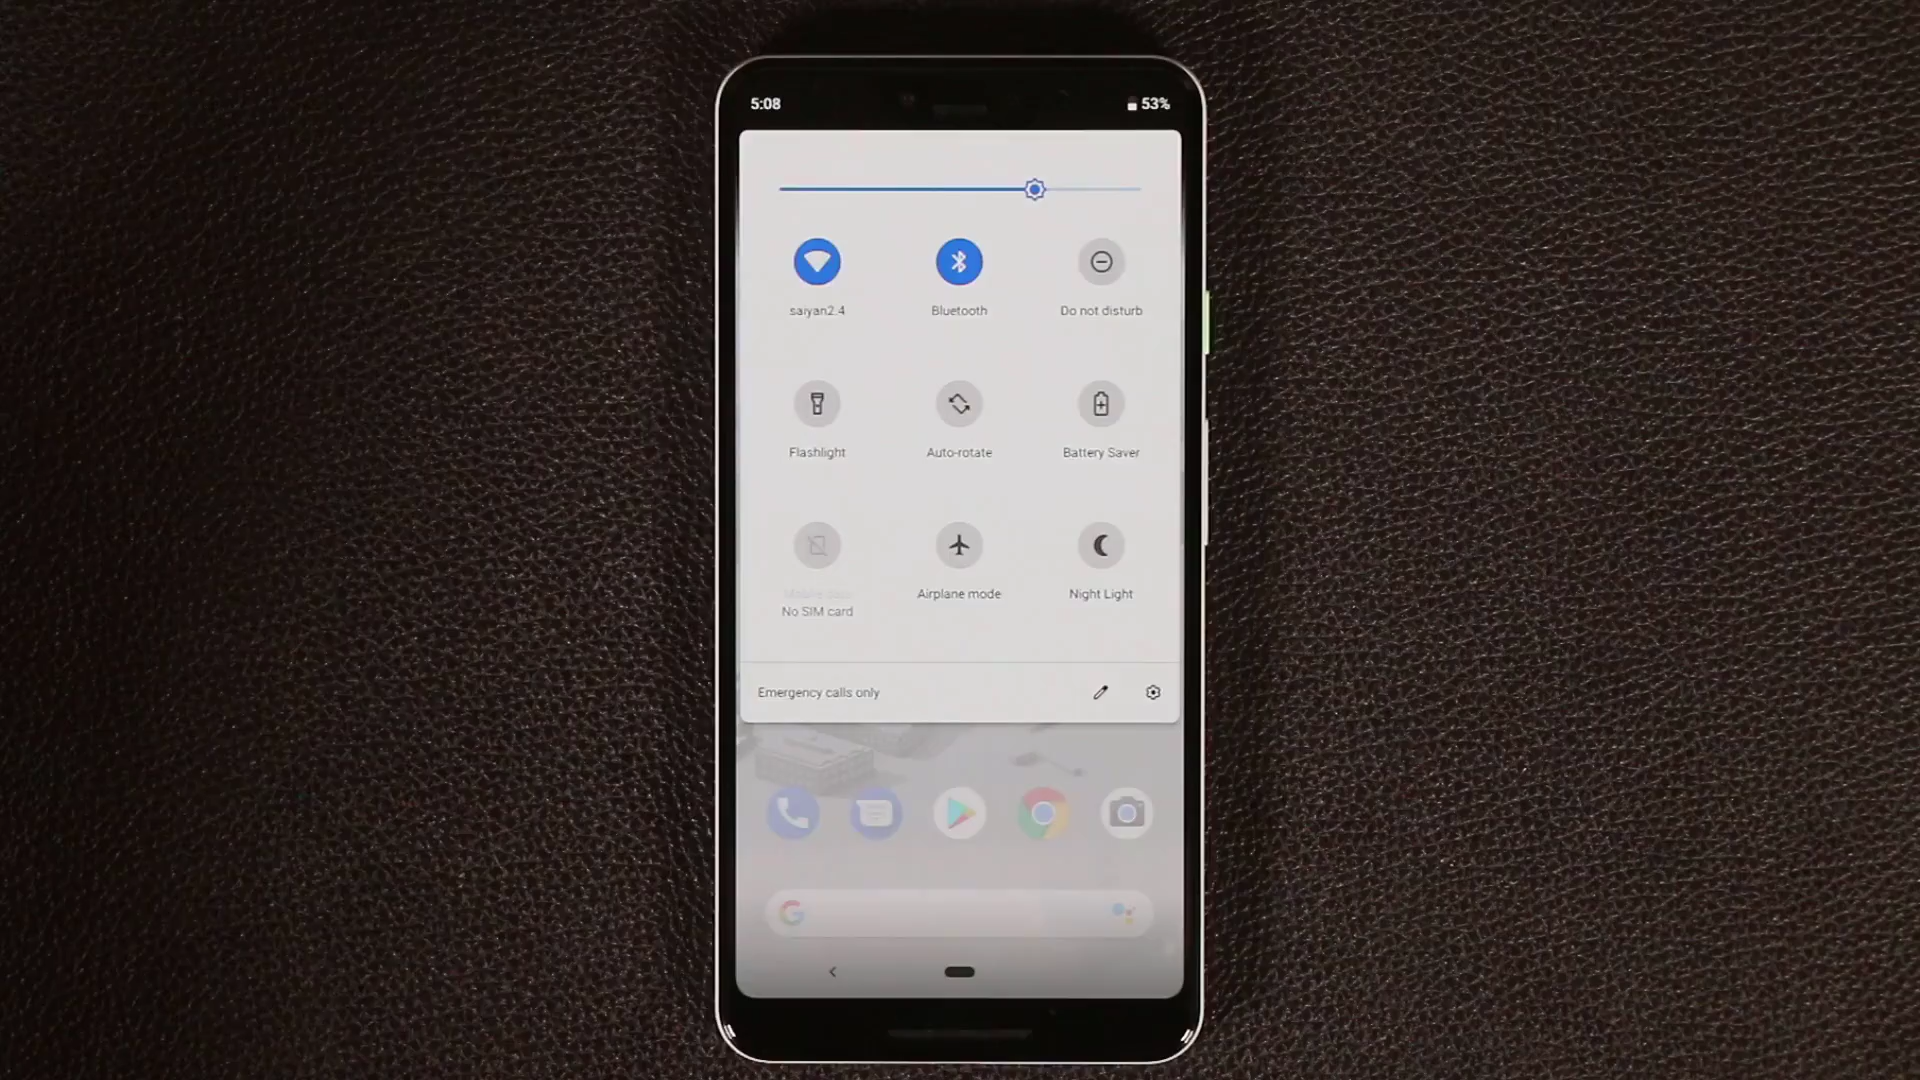 5:08 53%
saiyan2.4 Bluetooth Do not disturb
Flashlight Auto-rotate Battery Saver
Mobile data Airplane mode Night Light
No SIM card
Emergency calls only